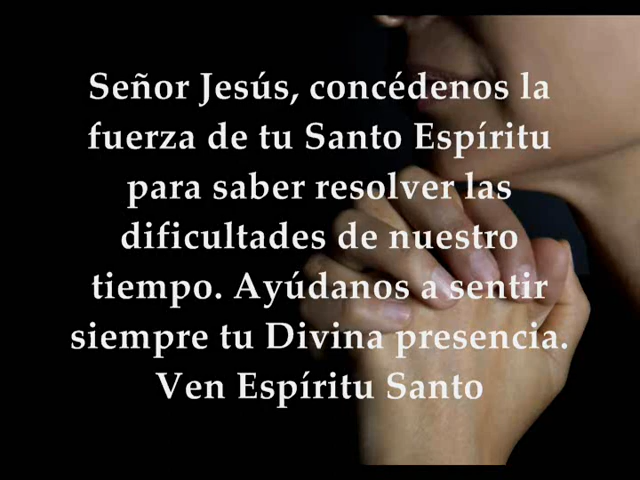 Señor Jesús, concédenos la
fuerza de tu Santo Espíritu
para saber resolver las
dificultades de nuestro
tiempo. Ayúdanos a sentir
siempre tu Divina presencia.
Ven Espíritu Santo